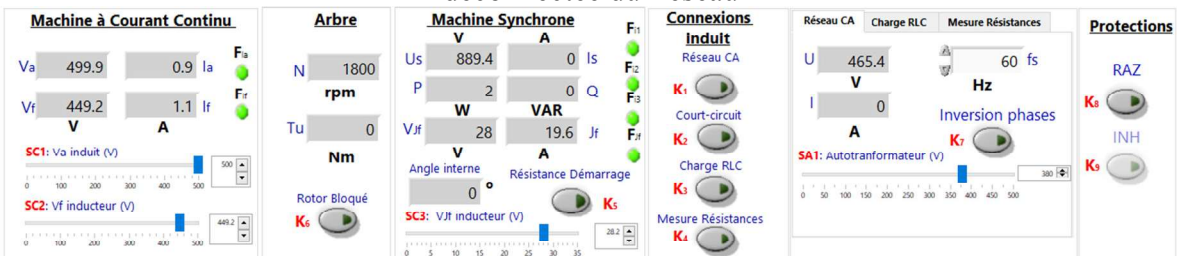 Machine à Courant Continu
Va 499.9 0.9 Ia
Fia
Vf 449.2 1.1 If
Fif
V A
SC1: Va induit (V)
500
0 100 200 300 400 500
SC2: Vf inducteur (V)
449.2
0 100 200 300 400 500
Arbre
N 1800
rpm
Tu 0
Nm
Rotor Bloqué
K6
Machine Synchrone
V A
Fi1
Us 889.4 0 Is
Fi2
P 2 0 Q
Fi3
W VAR
VJf 28 19.6 Jf
FJf
V A
Angle interne
0 °
Résistance Démarrage
K5
SC3: VJf inducteur (V)
28.2
0 5 10 15 20 25 30 35
Connexions
Induit
Réseau CA
K1
Court-circuit
K2
Charge RLC
K3
Mesure Résistances
K4
Réseau CA Charge RLC Mesure Résistances
U 465.4
V
60 fs
Hz
I 0
A
Inversion phases
K7
SA1: Autotranformateur (V)
380
0 50 100 150 200 250 300 350 400 450 500
Protections
RAZ
K8
INH
K9